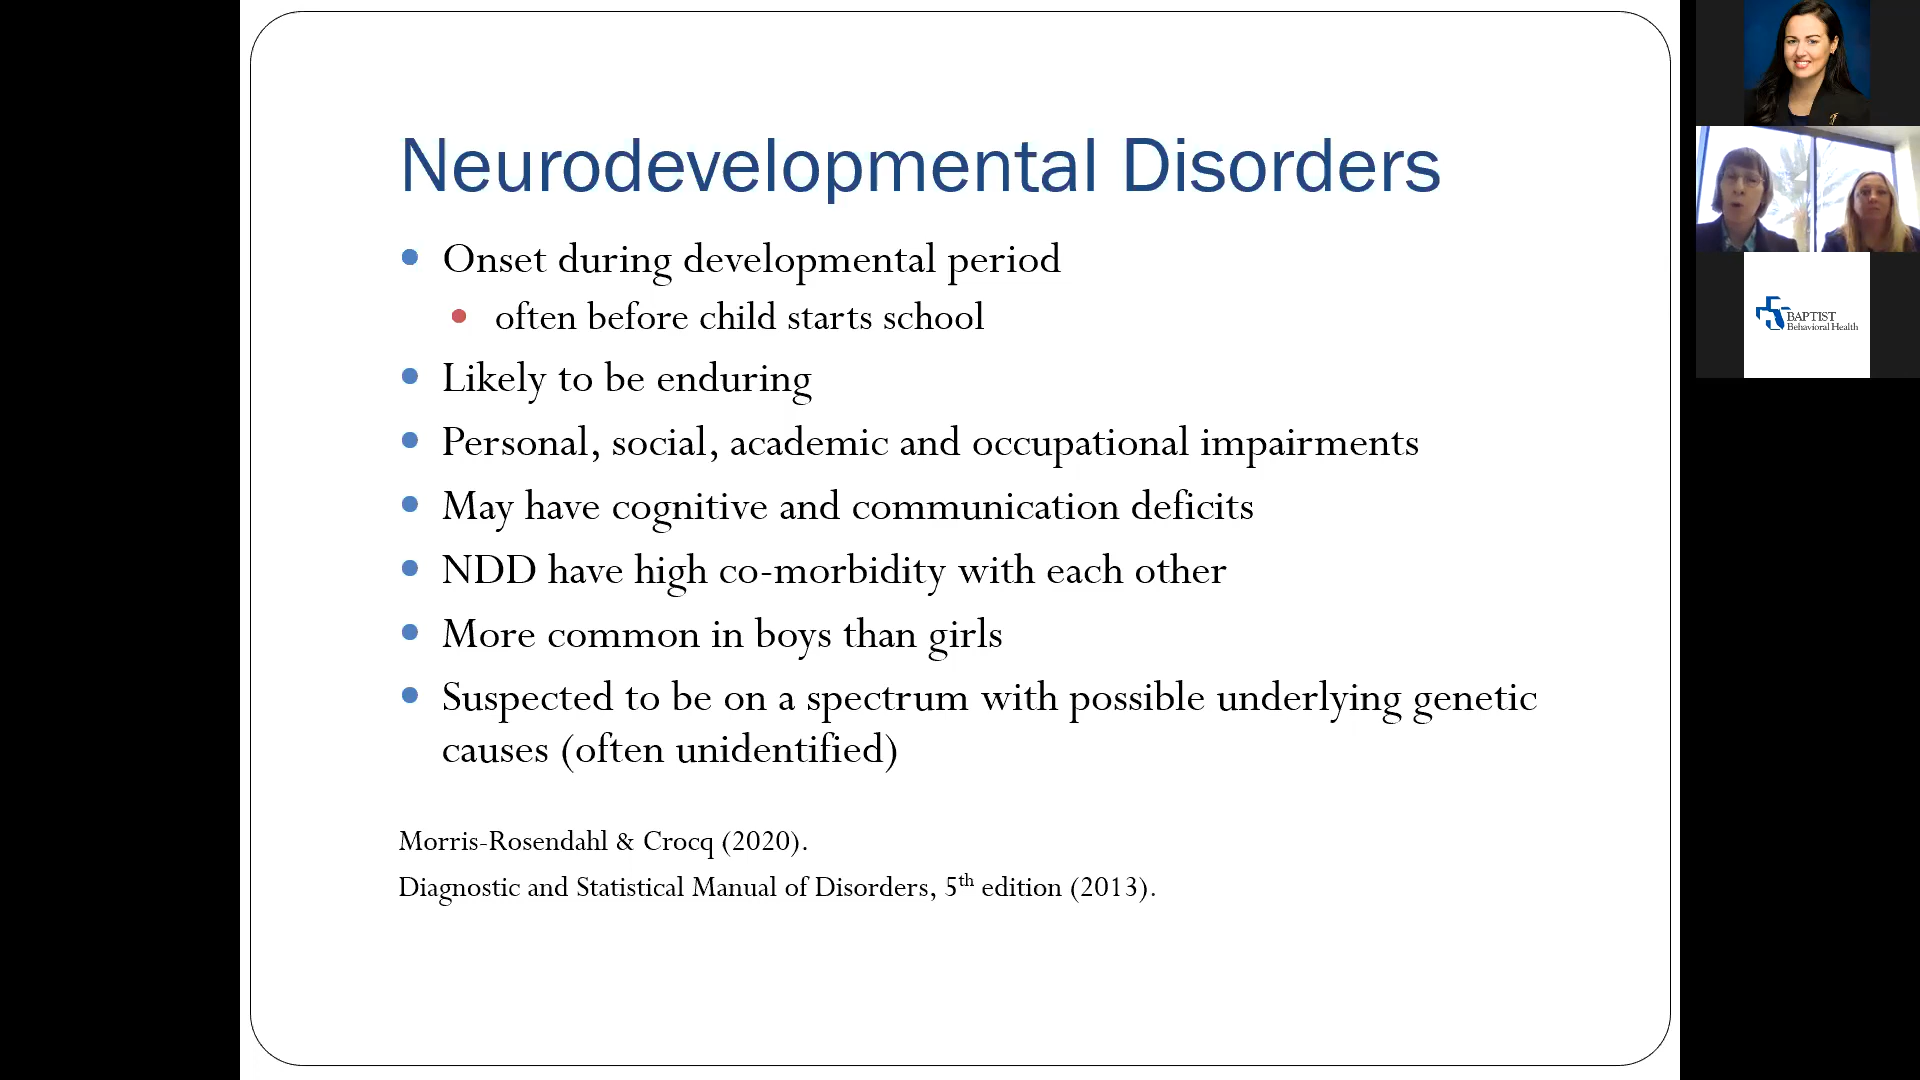 Neurodevelopmental Disorders
Onset during developmental period
often before child starts school
Likely to be enduring
Personal, social, academic and occupational impairments
May have cognitive and communication deficits
NDD have high co-morbidity with each other
More common in boys than girls
Suspected to be on a spectrum with possible underlying genetic
causes (often unidentified)
Morris-Rosendahl & Crocq (2020).
Diagnostic and Statistical Manual of Disorders, 5th edition (2013).
BAPTIST
Behavioral Health